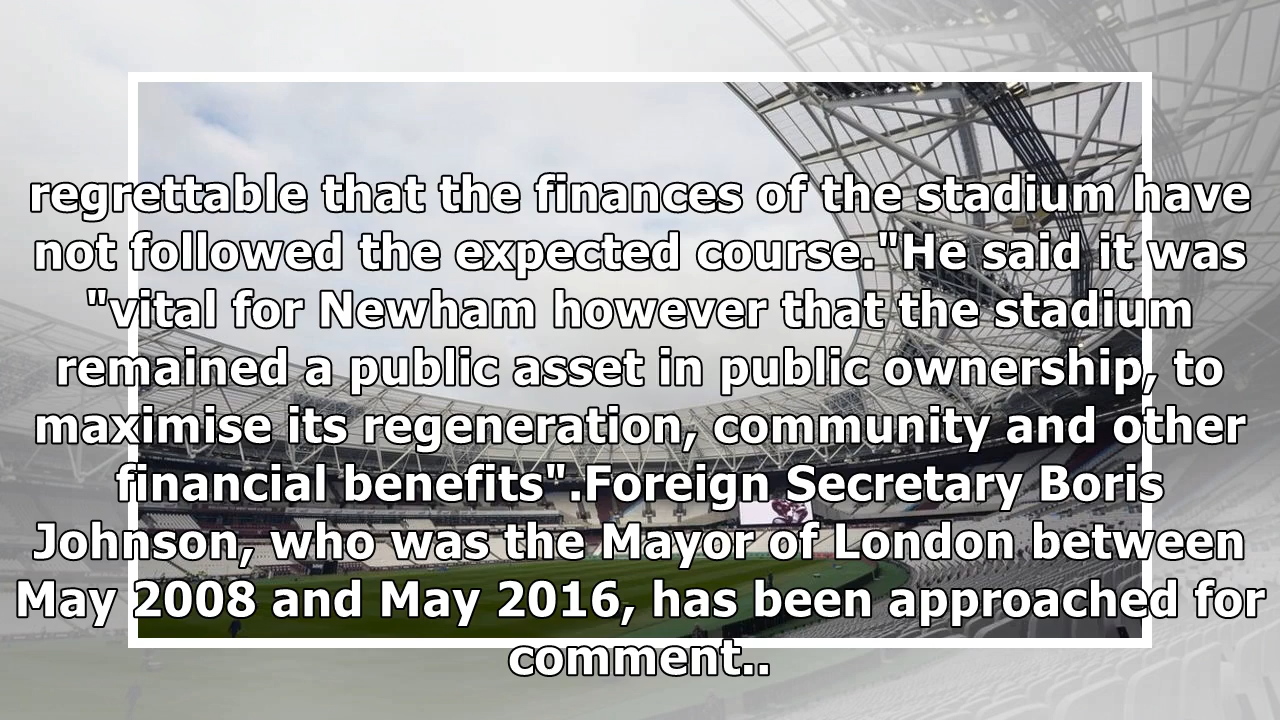 regrettable that the finances of the stadium have
not followed the expected course."He said it was
"vital for Newham however that the stadium
remained a public asset in public ownership, to
maximise its regeneration, community and other
financial benefits".Foreign Secretary Boris
Johnson, who was the Mayor of London between
May 2008 and May 2016, has been approached for
comment..